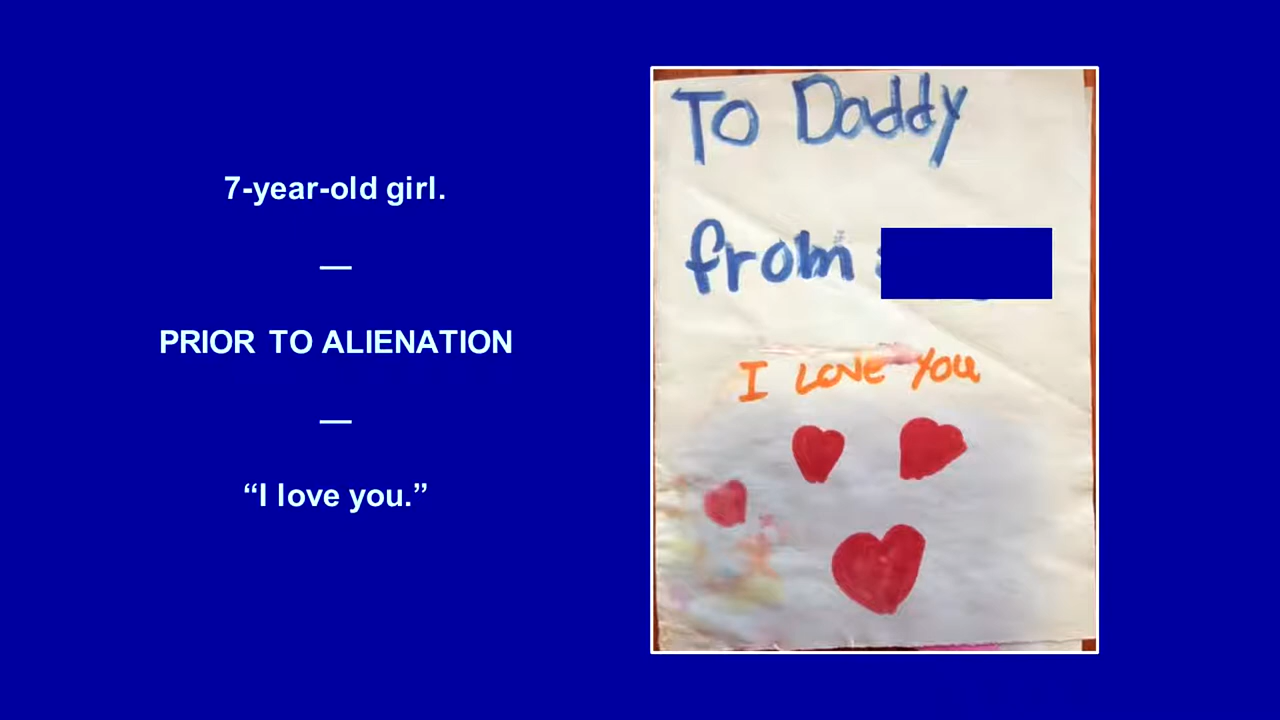 7-year-old girl.
—
PRIOR TO ALIENATION
—
“I love you.”
To Daddy
from
I LOVE YOU